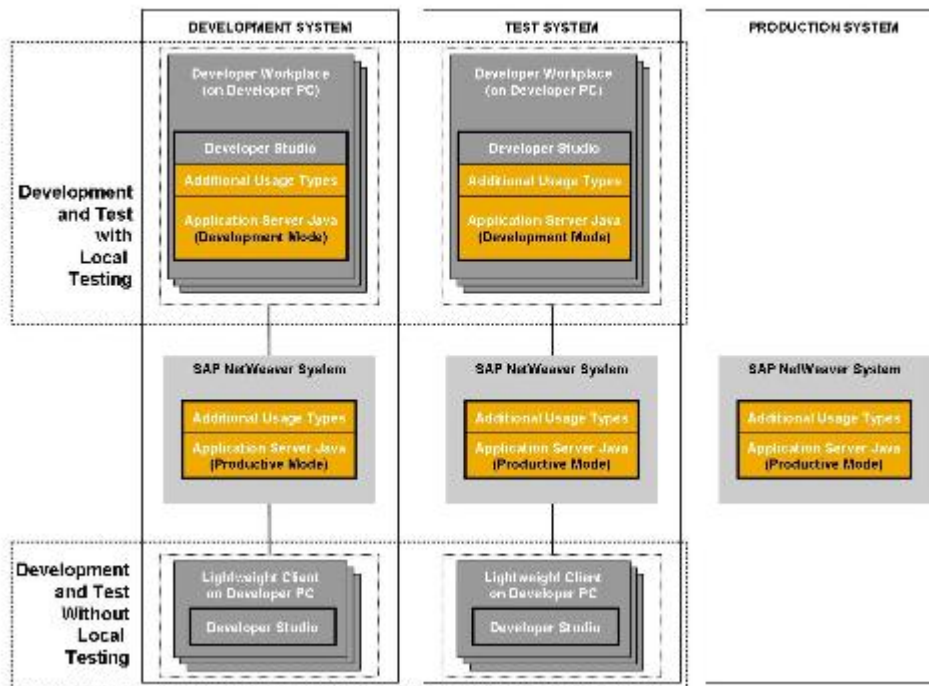 DEVELOPMENT SYSTEM
TEST SYSTEM
PRODUCTION SYSTEM
Development
and Test
with
Local
Testing
Developer Workplace
(on Developer PC)
Developer Studio
Additional Usage Types
Application Server Java
(Development Mode)
Developer Workplace
(on Developer PC)
Developer Studio
Additional Usage Types
Application Server Java
(Development Mode)
SAP NetWeaver System
Additional Usage Types
Application Server Java
(Productive Mode)
SAP NetWeaver System
Additional Usage Types
Application Server Java
(Productive Mode)
SAP NetWeaver System
Additional Usage Types
Application Server Java
(Productive Mode)
Development
and Test
Without
Local
Testing
Lightweight Client
on Developer PC
Developer Studio
Lightweight Client
on Developer PC
Developer Studio